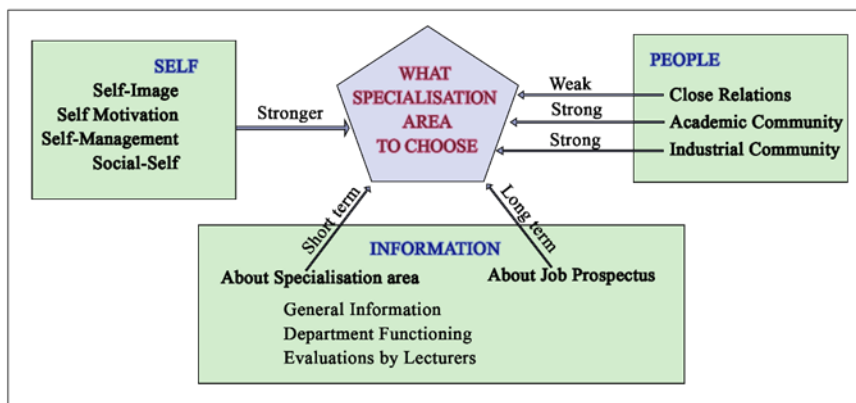 SELF
Self-Image
Self Motivation
Self-Management
Social-Self
Stronger
WHAT
SPECIALISATION
AREA
TO CHOOSE
PEOPLE
Weak
Close Relations
Strong
Academic Community
Strong
Industrial Community
Short term
Long term
INFORMATION
About Specialisation area
About Job Prospectus
General Information
Department Functioning
Evaluations by Lecturers